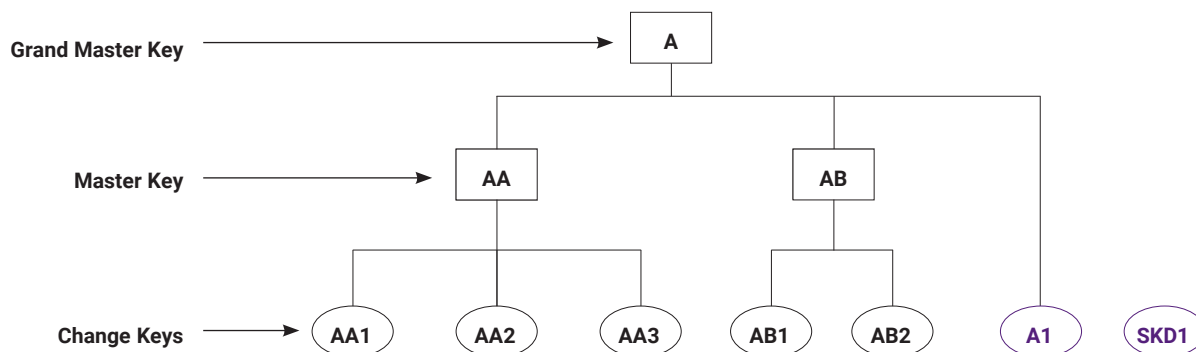 Grand Master Key
A
Master Key
AA
AB
Change Keys
AA1
AA2
AA3
AB1
AB2
A1
SKD1